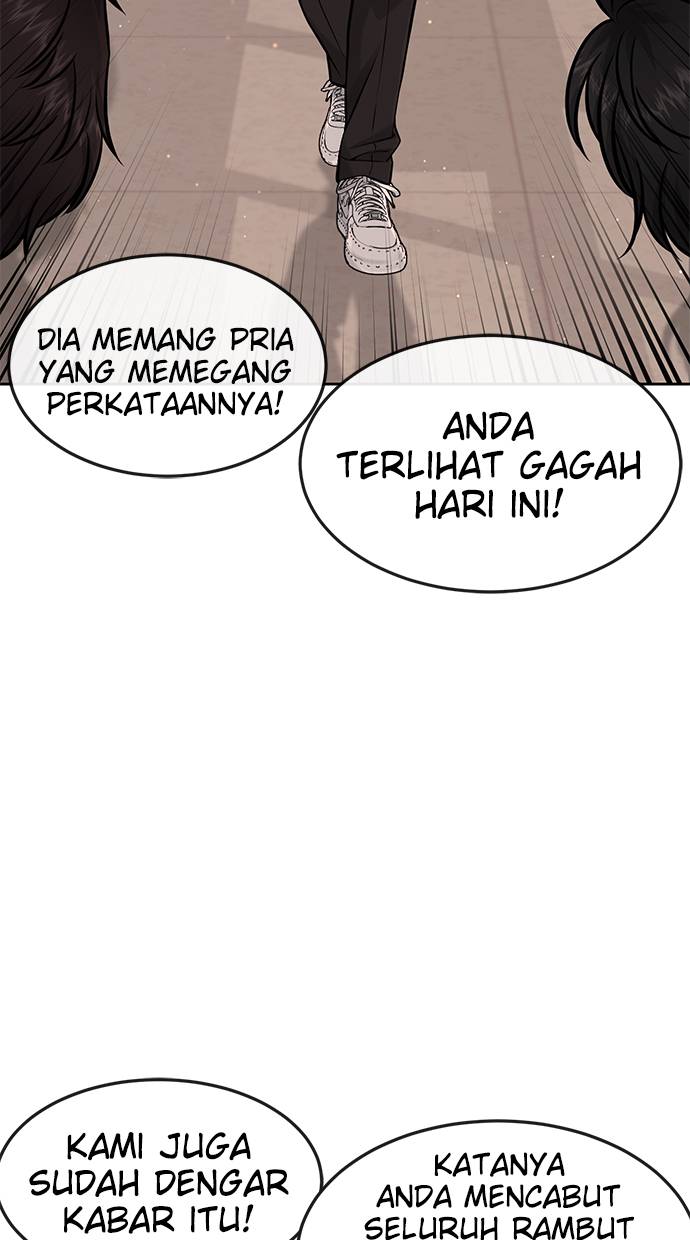 DIA MEMANG PRIA
YANG MEMEGANG
PERKATAANNYA!
ANDA
TERLIHAT GAGAH
HARI INI!
KAMI JUGA
SUDAH DENGAR
KABAR ITU!
KATANYA
ANDA MENCABUT
SELURUH RAMBUT